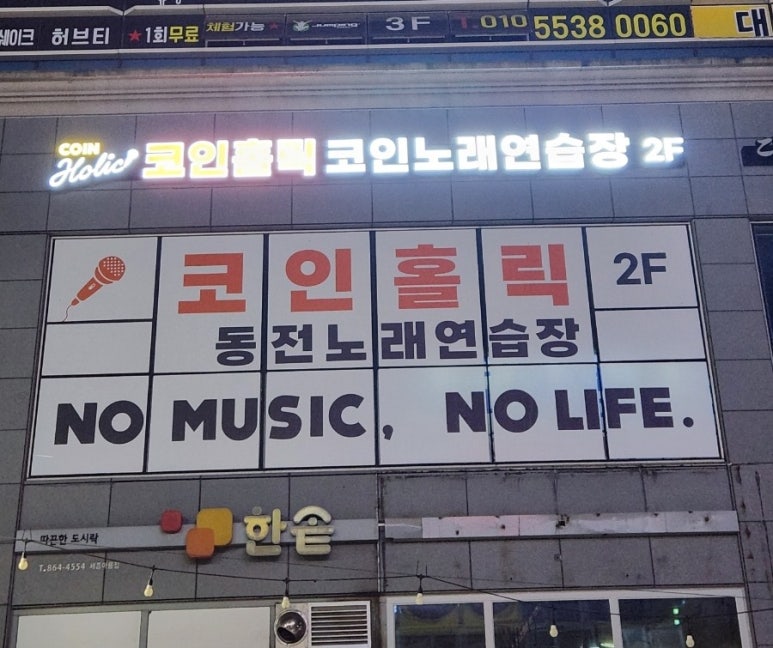 쉐이크 허브티 ★1회무료 체험가능★ JUMPING 3F T.010 5538 0060 대
COIN Holic 코인홀릭 코인노래연습장 2F
코인홀릭 2F
동전노래연습장
NO MUSIC, NO LIFE.
한솥
따끈한 도시락
T.864-4554